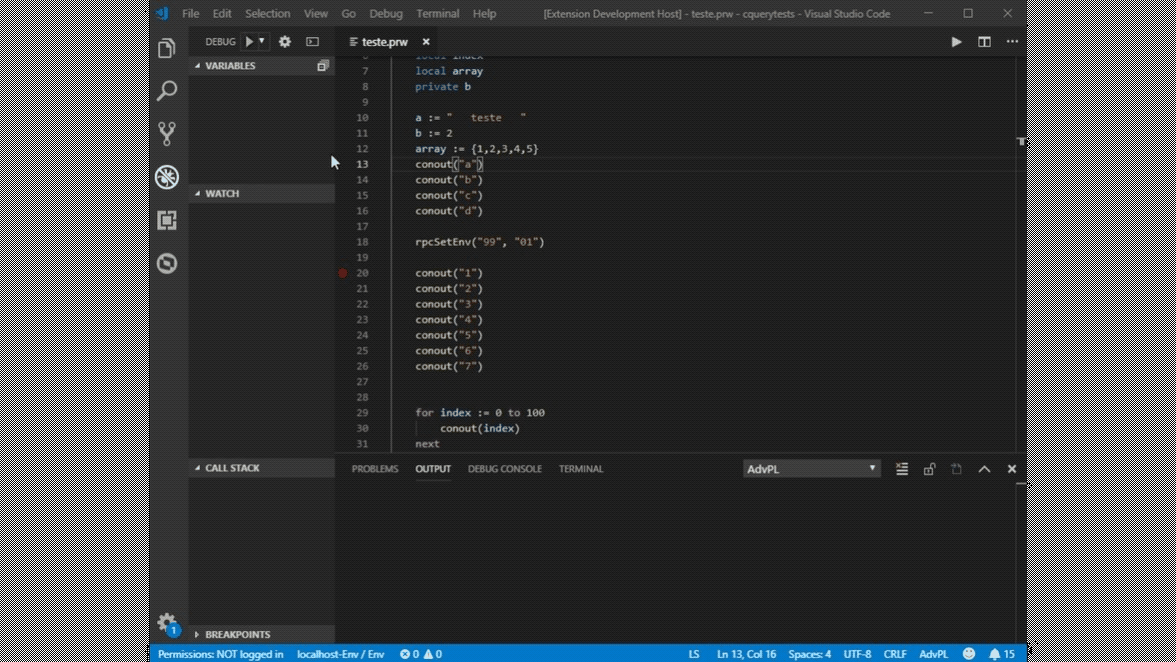 File Edit Selection View Go Debug Terminal Help [Extension Development Host] - teste.prw - cquerytests - Visual Studio Code
DEBUG
teste.prw
VARIABLES
WATCH
CALL STACK
BREAKPOINTS
6 local index
7 local array
8 private b
9
10 a := "   teste   "
11 b := 2
12 array := {1,2,3,4,5}
13 conout("a")
14 conout("b")
15 conout("c")
16 conout("d")
17
18 rpcSetEnv("99", "01")
19
20 conout("1")
21 conout("2")
22 conout("3")
23 conout("4")
24 conout("5")
25 conout("6")
26 conout("7")
27
28
29 for index := 0 to 100
30 conout(index)
31 next
PROBLEMS OUTPUT DEBUG CONSOLE TERMINAL AdvPL
1
Permissions: NOT logged in localhost-Env / Env 0 0 LS Ln 13, Col 16 Spaces: 4 UTF-8 CRLF AdvPL 15